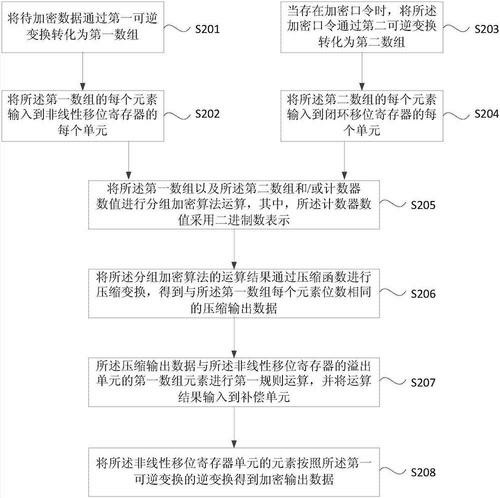 将待加密数据通过第一可逆
变换转化为第一数组
S201
当存在加密口令时，将所述
加密口令通过第二可逆变换
转化为第二数组
S203
将所述第一数组的每个元素
输入到非线性移位寄存器的
每个单元
S202
将所述第二数组的每个元素
输入到闭环移位寄存器的每
个单元
S204
将所述第一数组以及所述第二数组和/或计数器
数值进行分组加密算法运算，其中，所述计数器数
值采用二进制数表示
S205
将所述分组加密算法的运算结果通过压缩函数进行
压缩变换，得到与所述第一数组每个元素位数相同
的压缩输出数据
S206
所述压缩输出数据与所述非线性移位寄存器的溢出
单元的第一数组元素进行第一规则运算，并将运算
结果输入到补偿单元
S207
将所述非线性移位寄存器单元的元素按照所述第一
可逆变换的逆变换得到加密输出数据
S208